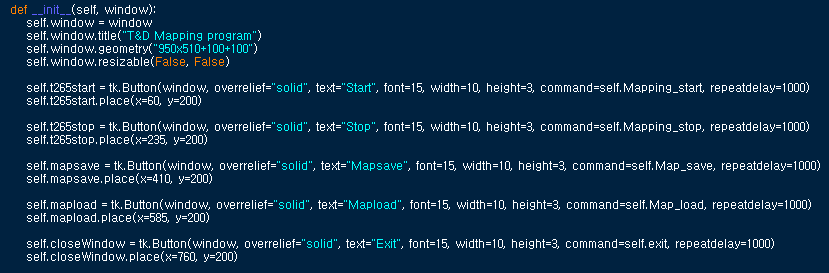 def __init__(self, window):
self.window = window
self.window.title("T&D Mapping program")
self.window.geometry("950x510+100+100")
self.window.resizable(False, False)
self.t265start = tk.Button(window, overrelief="solid", text="Start", font=15, width=10, height=3, command=self.Mapping_start, repeatdelay=1000)
self.t265start.place(x=60, y=200)
self.t265stop = tk.Button(window, overrelief="solid", text="Stop", font=15, width=10, height=3, command=self.Mapping_stop, repeatdelay=1000)
self.t265stop.place(x=235, y=200)
self.mapsave = tk.Button(window, overrelief="solid", text="Mapsave", font=15, width=10, height=3, command=self.Map_save, repeatdelay=1000)
self.mapsave.place(x=410, y=200)
self.mapload = tk.Button(window, overrelief="solid", text="Mapload", font=15, width=10, height=3, command=self.Map_load, repeatdelay=1000)
self.mapload.place(x=585, y=200)
self.closeWindow = tk.Button(window, overrelief="solid", text="Exit", font=15, width=10, height=3, command=self.exit, repeatdelay=1000)
self.closeWindow.place(x=760, y=200)